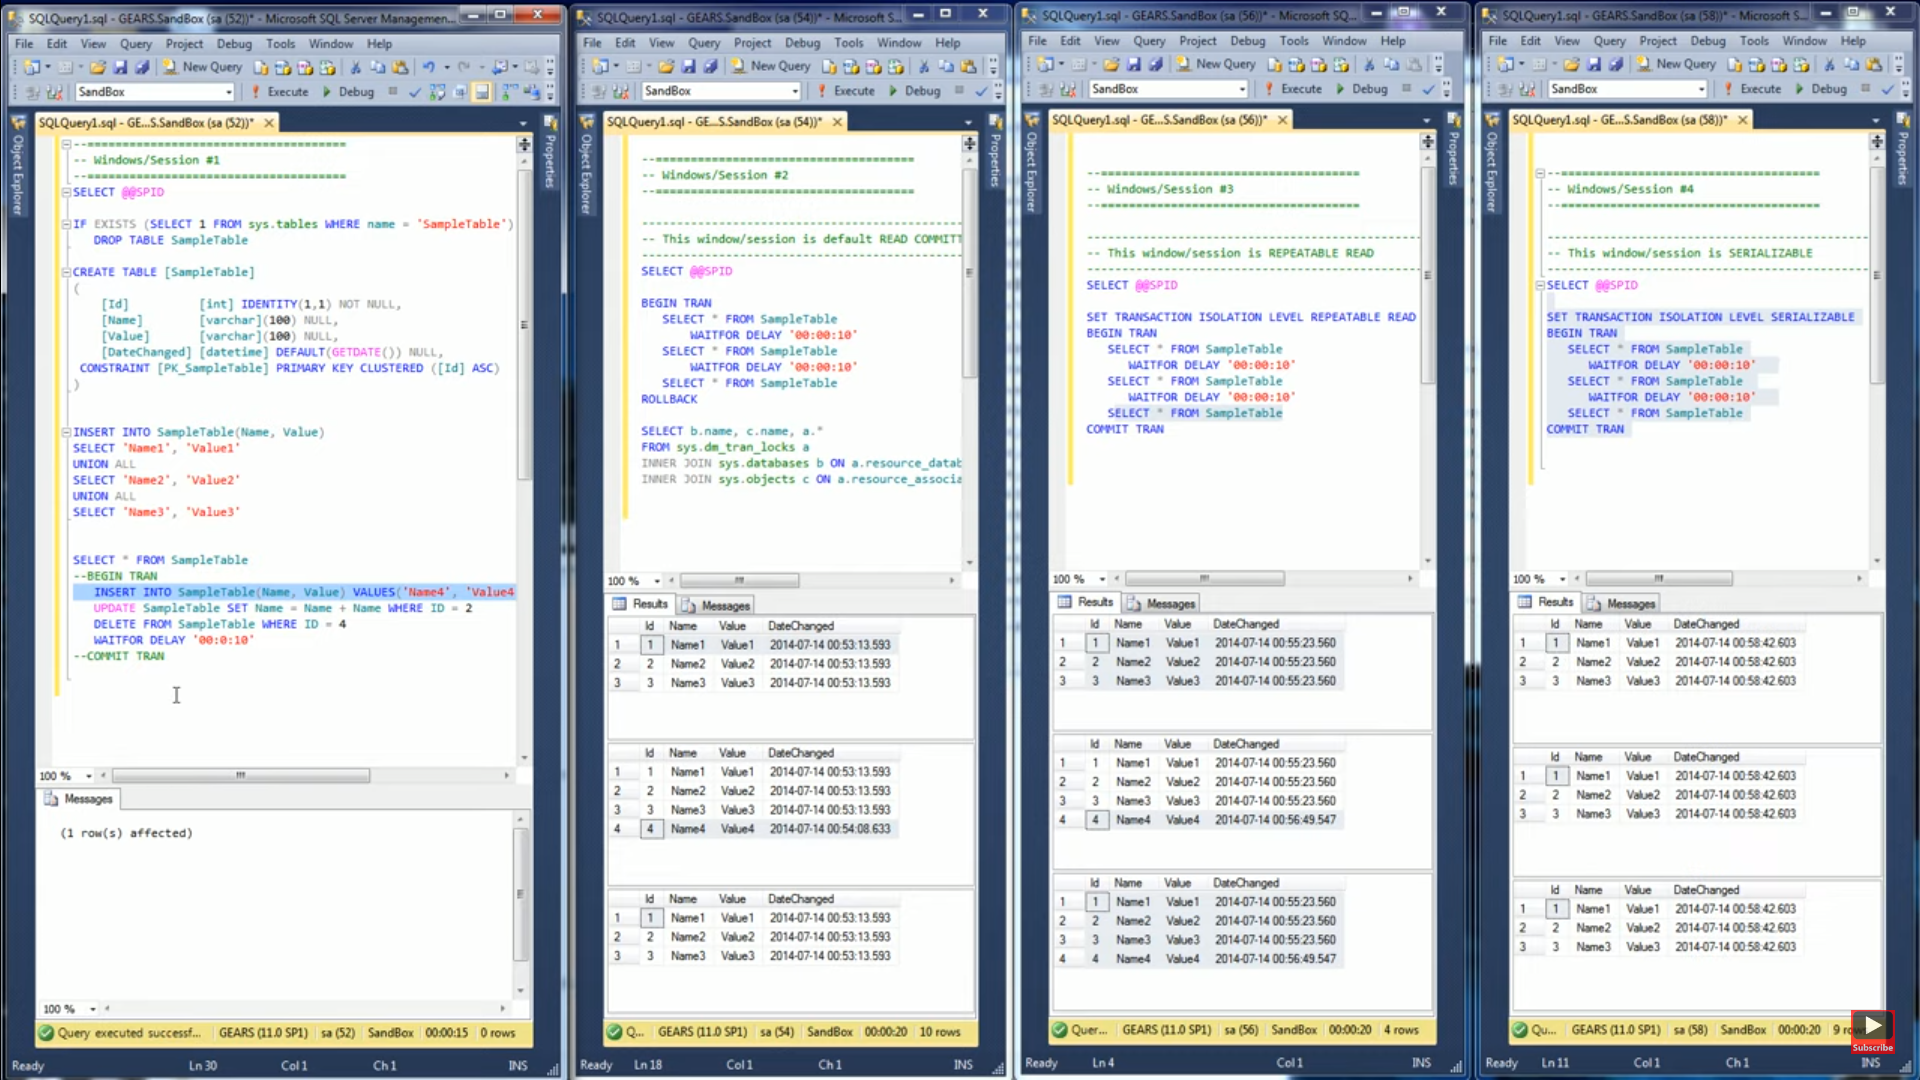 SQLQuery1.sql - GEARS.SandBox (sa (52))* - Microsoft SQL Server Managemen...
File Edit View Query Project Debug Tools Window Help
New Query
SandBox Execute Debug
Object Explorer
SQLQuery1.sql - GE...S.SandBox (sa (52))*
Properties
--======================================
-- Windows/Session #1
--======================================
SELECT @@SPID
IF EXISTS (SELECT 1 FROM sys.tables WHERE name = 'SampleTable')
DROP TABLE SampleTable
CREATE TABLE [SampleTable]
(
[Id] [int] IDENTITY(1,1) NOT NULL,
[Name] [varchar](100) NULL,
[Value] [varchar](100) NULL,
[DateChanged] [datetime] DEFAULT(GETDATE()) NULL,
CONSTRAINT [PK_SampleTable] PRIMARY KEY CLUSTERED ([Id] ASC)
)
INSERT INTO SampleTable(Name, Value)
SELECT 'Name1', 'Value1'
UNION ALL
SELECT 'Name2', 'Value2'
UNION ALL
SELECT 'Name3', 'Value3'
SELECT * FROM SampleTable
--BEGIN TRAN
INSERT INTO SampleTable(Name, Value) VALUES('Name4', 'Value4
UPDATE SampleTable SET Name = Name + Name WHERE ID = 2
DELETE FROM SampleTable WHERE ID = 4
WAITFOR DELAY '00:0:10'
--COMMIT TRAN
100 %
Messages
(1 row(s) affected)
100 %
Query executed successf... GEARS (11.0 SP1) sa (52) SandBox 00:00:15 0 rows
Ready Ln 30 Col 1 Ch 1 INS
SQLQuery1.sql - GEARS.SandBox (sa (54))* - Microsoft S...
File Edit View Query Project Debug Tools Window Help
New Query
SandBox Execute Debug
Object Explorer
SQLQuery1.sql - GE...S.SandBox (sa (54))*
Properties
--=====================================
-- Windows/Session #2
--=====================================
-- This window/session is default READ COMMITT
SELECT @@SPID
BEGIN TRAN
SELECT * FROM SampleTable
WAITFOR DELAY '00:00:10'
SELECT * FROM SampleTable
WAITFOR DELAY '00:00:10'
SELECT * FROM SampleTable
ROLLBACK
SELECT b.name, c.name, a.*
FROM sys.dm_tran_locks a
INNER JOIN sys.databases b ON a.resource_datab
INNER JOIN sys.objects c ON a.resource_associa
100 %
Results Messages
Id Name Value DateChanged
1 1 Name1 Value1 2014-07-14 00:53:13.593
2 2 Name2 Value2 2014-07-14 00:53:13.593
3 3 Name3 Value3 2014-07-14 00:53:13.593
Id Name Value DateChanged
1 1 Name1 Value1 2014-07-14 00:53:13.593
2 2 Name2 Value2 2014-07-14 00:53:13.593
3 3 Name3 Value3 2014-07-14 00:53:13.593
4 4 Name4 Value4 2014-07-14 00:54:08.633
Id Name Value DateChanged
1 1 Name1 Value1 2014-07-14 00:53:13.593
2 2 Name2 Value2 2014-07-14 00:53:13.593
3 3 Name3 Value3 2014-07-14 00:53:13.593
Q... GEARS (11.0 SP1) sa (54) SandBox 00:00:20 10 rows
Ready Ln 18 Col 1 Ch 1 INS
SQLQuery1.sql - GEARS.SandBox (sa (56))* - Microsoft SQ...
File Edit View Query Project Debug Tools Window Help
New Query
SandBox Execute Debug
Object Explorer
SQLQuery1.sql - GE...S.SandBox (sa (56))*
Properties
--=====================================
-- Windows/Session #3
--=====================================
-- This window/session is REPEATABLE READ
SELECT @@SPID
SET TRANSACTION ISOLATION LEVEL REPEATABLE READ
BEGIN TRAN
SELECT * FROM SampleTable
WAITFOR DELAY '00:00:10'
SELECT * FROM SampleTable
WAITFOR DELAY '00:00:10'
SELECT * FROM SampleTable
COMMIT TRAN
100 %
Results Messages
Id Name Value DateChanged
1 1 Name1 Value1 2014-07-14 00:55:23.560
2 2 Name2 Value2 2014-07-14 00:55:23.560
3 3 Name3 Value3 2014-07-14 00:55:23.560
Id Name Value DateChanged
1 1 Name1 Value1 2014-07-14 00:55:23.560
2 2 Name2 Value2 2014-07-14 00:55:23.560
3 3 Name3 Value3 2014-07-14 00:55:23.560
4 4 Name4 Value4 2014-07-14 00:56:49.547
Id Name Value DateChanged
1 1 Name1 Value1 2014-07-14 00:55:23.560
2 2 Name2 Value2 2014-07-14 00:55:23.560
3 3 Name3 Value3 2014-07-14 00:55:23.560
4 4 Name4 Value4 2014-07-14 00:56:49.547
Quer... GEARS (11.0 SP1) sa (56) SandBox 00:00:20 4 rows
Ready Ln 4 Col 1 INS
SQLQuery1.sql - GEARS.SandBox (sa (58))* - Microsoft S...
File Edit View Query Project Debug Tools Window Help
New Query
SandBox Execute Debug
Object Explorer
SQLQuery1.sql - GE...S.SandBox (sa (58))*
Properties
--=====================================
-- Windows/Session #4
--=====================================
-- This window/session is SERIALIZABLE
SELECT @@SPID
SET TRANSACTION ISOLATION LEVEL SERIALIZABLE
BEGIN TRAN
SELECT * FROM SampleTable
WAITFOR DELAY '00:00:10'
SELECT * FROM SampleTable
WAITFOR DELAY '00:00:10'
SELECT * FROM SampleTable
COMMIT TRAN
100 %
Results Messages
Id Name Value DateChanged
1 1 Name1 Value1 2014-07-14 00:58:42.603
2 2 Name2 Value2 2014-07-14 00:58:42.603
3 3 Name3 Value3 2014-07-14 00:58:42.603
Id Name Value DateChanged
1 1 Name1 Value1 2014-07-14 00:58:42.603
2 2 Name2 Value2 2014-07-14 00:58:42.603
3 3 Name3 Value3 2014-07-14 00:58:42.603
Id Name Value DateChanged
1 1 Name1 Value1 2014-07-14 00:58:42.603
2 2 Name2 Value2 2014-07-14 00:58:42.603
3 3 Name3 Value3 2014-07-14 00:58:42.603
Qu... GEARS (11.0 SP1) sa (58) SandBox 00:00:20 9
Subscribe
Ready Ln 11 Col 1 Ch 1 INS